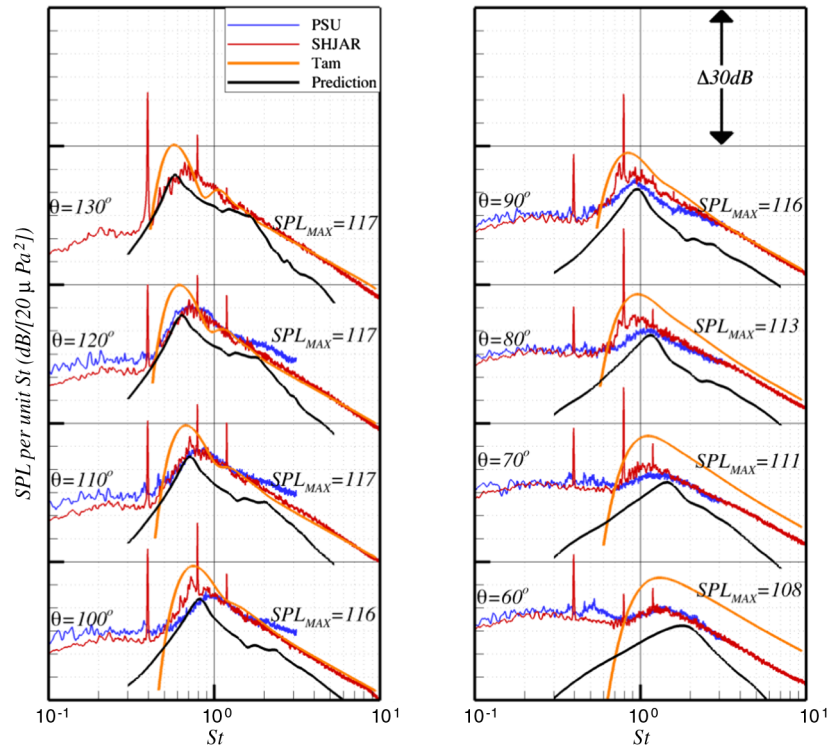 PSU
SHJAR
Tam
Prediction
Δ30dB
θ=130°
SPL_MAX=117
θ=120°
SPL_MAX=117
θ=110°
SPL_MAX=117
θ=100°
SPL_MAX=116
θ=90°
SPL_MAX=116
θ=80°
SPL_MAX=113
θ=70°
SPL_MAX=111
θ=60°
SPL_MAX=108
SPL per unit St (dB/[20 μ Pa²])
10⁻¹ 10⁰ 10¹
St
10⁻¹ 10⁰ 10¹
St